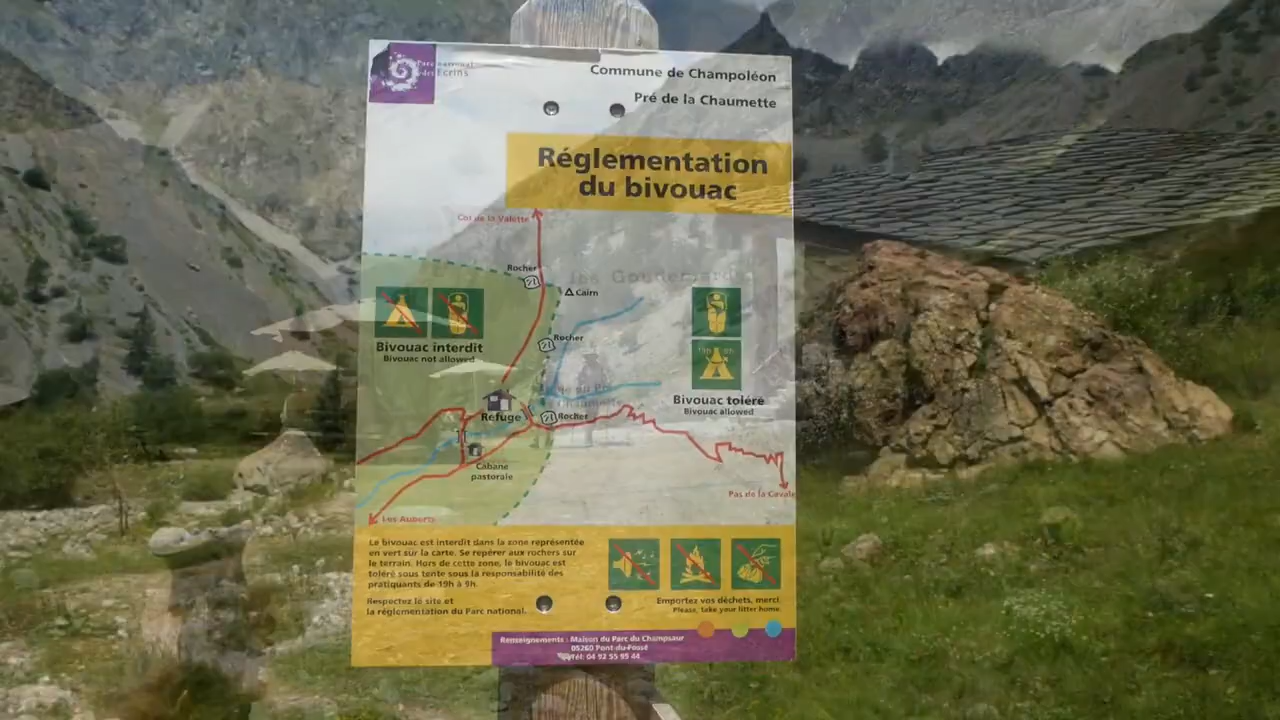 Parc national
des Ecrins
Commune de Champoléon
Pré de la Chaumette
Réglementation
du bivouac
Col de la Valette
Rocher
Cairn
Rocher
Bivouac interdit
Bivouac not allowed
19h 9h
Bivouac toléré
Bivouac allowed
Refuge
Rocher
Cabane
pastorale
Pas de la Cavale
Les Auberts
Le bivouac est interdit dans la zone représentée
en vert sur la carte. Se repérer aux rochers sur
le terrain. Hors de cette zone, le bivouac est
toléré sous tente sous la responsabilité des
pratiquants de 19h à 9h.
Respectez le site et
la réglementation du Parc national.
Emportez vos déchets, merci
Please, take your litter home.
Renseignements : Maison du Parc du Champsaur
05260 Pont-du-Fossé
Tél: 04 92 55 95 44